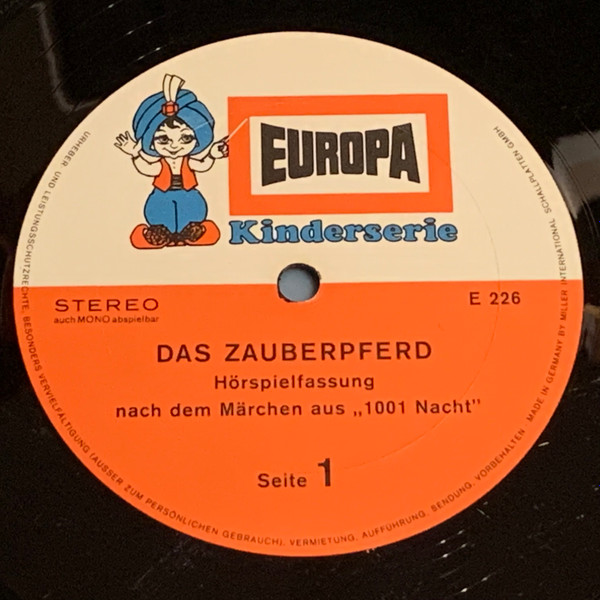 EUROPA
Kinderserie
STEREO
auch MONO abspielbar
E 226
DAS ZAUBERPFERD
Hörspielfassung
nach dem Märchen aus „1001 Nacht”
Seite 1
URHEBER- UND LEISTUNGSSCHUTZRECHTE, BESONDERS VERVIELFÄLTIGUNG (AUSSER ZUM PERSÖNLICHEN GEBRAUCH), VERMIETUNG, AUFFÜHRUNG, SENDUNG, VORBEHALTEN
MADE IN GERMANY BY MILLER INTERNATIONAL SCHALLPLATTEN GMBH